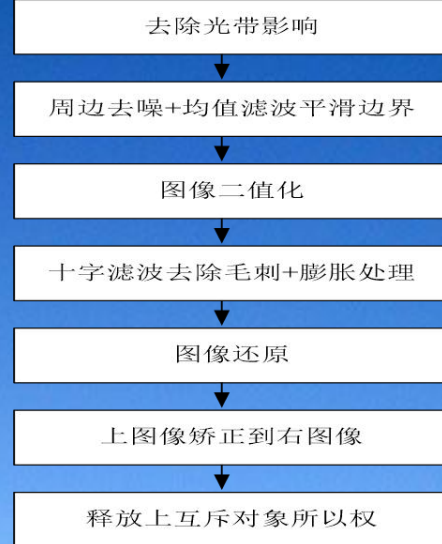 去除光带影响
周边去噪+均值滤波平滑边界
图像二值化
十字滤波去除毛刺+膨胀处理
图像还原
上图像矫正到右图像
释放上互斥对象所以权